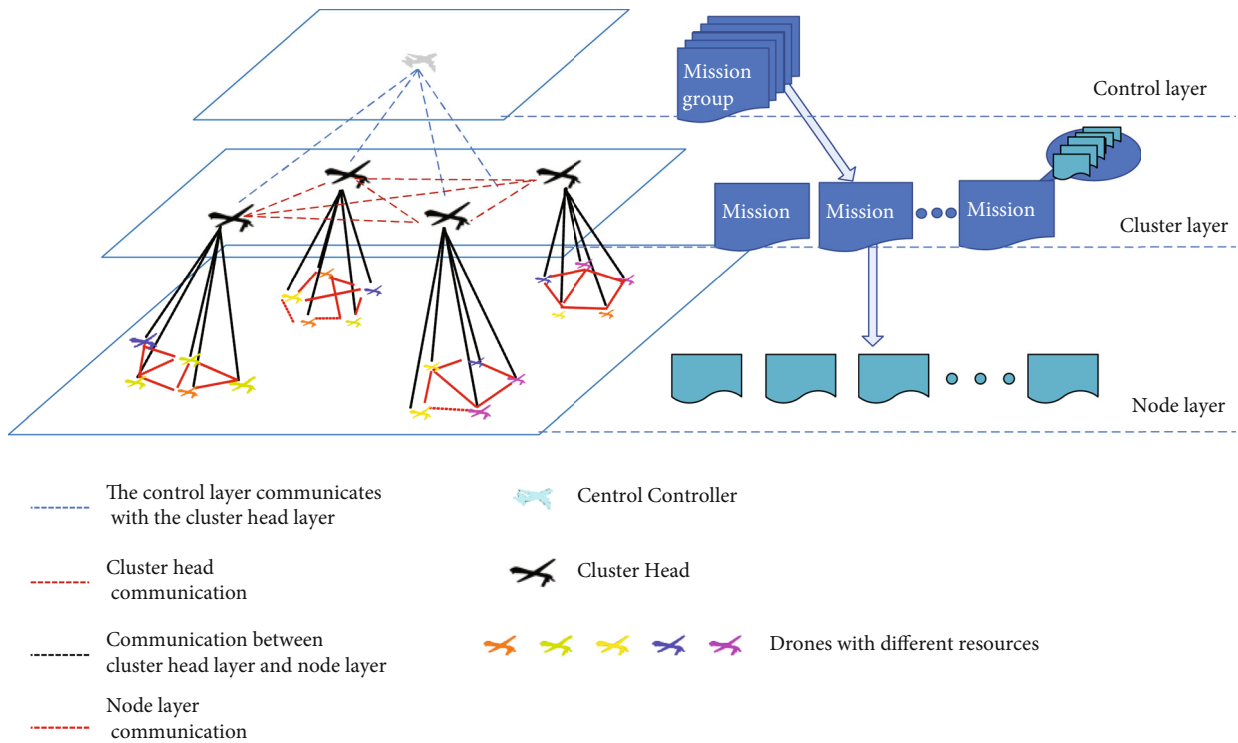 Mission
group
Control layer
Mission
Mission
Mission
Cluster layer
Node layer
The control layer communicates
with the cluster head layer
Centrol Controller
Cluster head
communication
Cluster Head
Communication between
cluster head layer and node layer
Drones with different resources
Node layer
communication